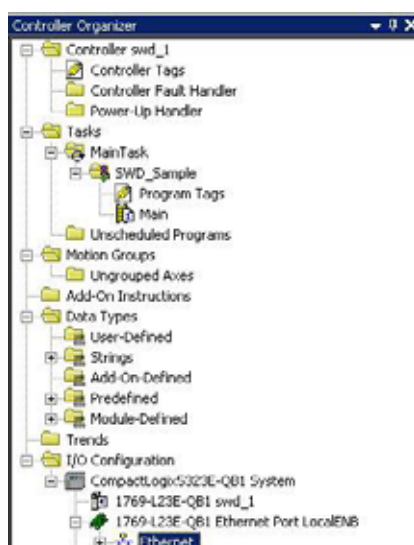 Controller Organizer
Controller swd_1
Controller Tags
Controller Fault Handler
Power-Up Handler
Tasks
MainTask
SWD_Sample
Program Tags
Main
Unscheduled Programs
Motion Groups
Ungrouped Axes
Add-On Instructions
Data Types
User-Defined
Strings
Add-On-Defined
Predefined
Module-Defined
Trends
I/O Configuration
CompactLogix5323E-QB1 System
1769-L23E-QB1 swd_1
1769-L23E-QB1 Ethernet Port LocalENB
Ethernet